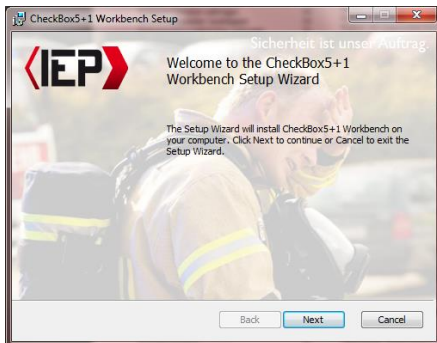 CheckBox5+1 Workbench Setup
Sicherheit ist unser Auftrag.
IEP
Welcome to the CheckBox5+1
Workbench Setup Wizard
The Setup Wizard will install CheckBox5+1 Workbench on
your computer. Click Next to continue or Cancel to exit the
Setup Wizard.
Back Next Cancel